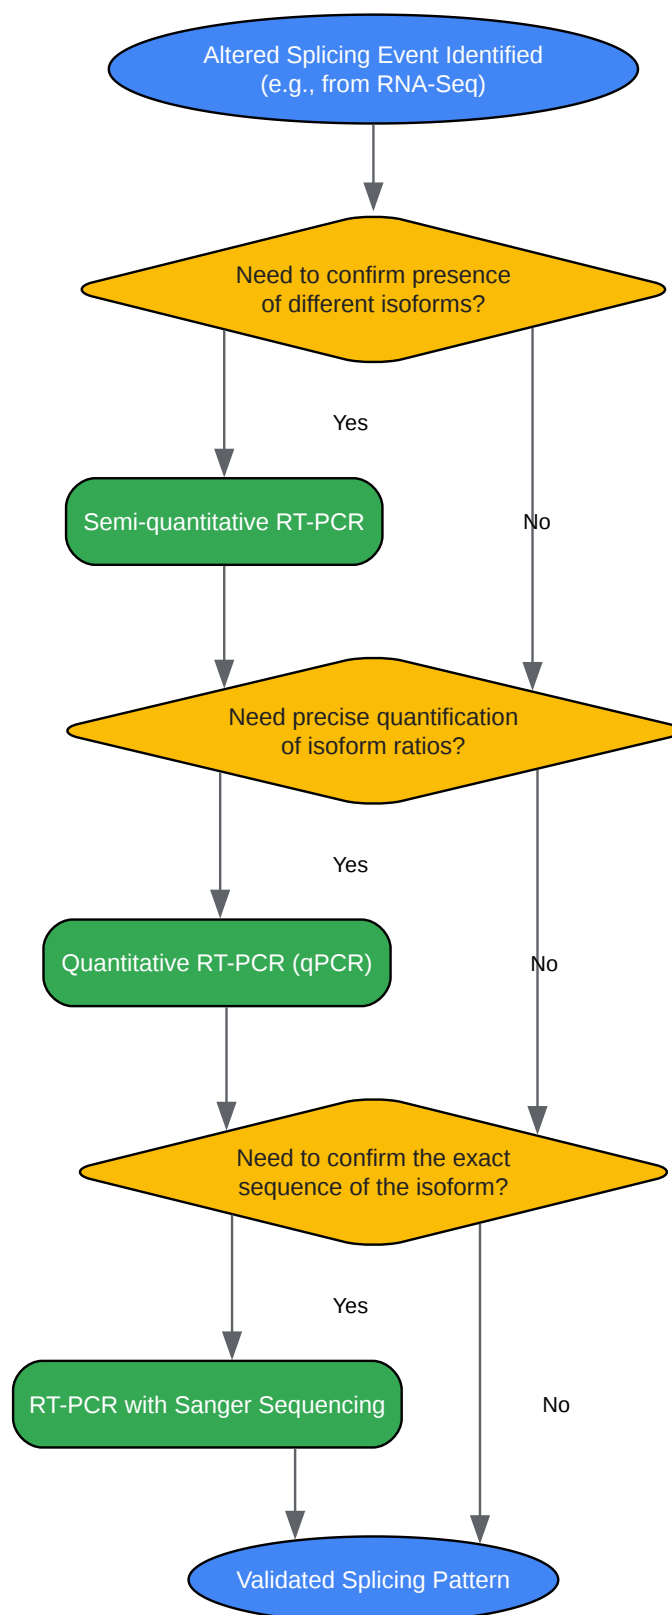 Altered Splicing Event Identified
(e.g., from RNA-Seq)
Need to confirm presence
of different isoforms?
Yes
Semi-quantitative RT-PCR
No
Need precise quantification
of isoform ratios?
Yes
Quantitative RT-PCR (qPCR)
No
Need to confirm the exact
sequence of the isoform?
Yes
RT-PCR with Sanger Sequencing
No
Validated Splicing Pattern